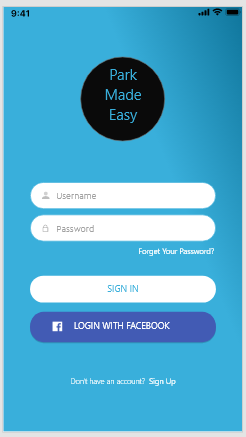 9:41
Park
Made
Easy
Username
Password
Forget Your Password?
SIGN IN
LOGIN WITH FACEBOOK
Don't have an account? Sign Up